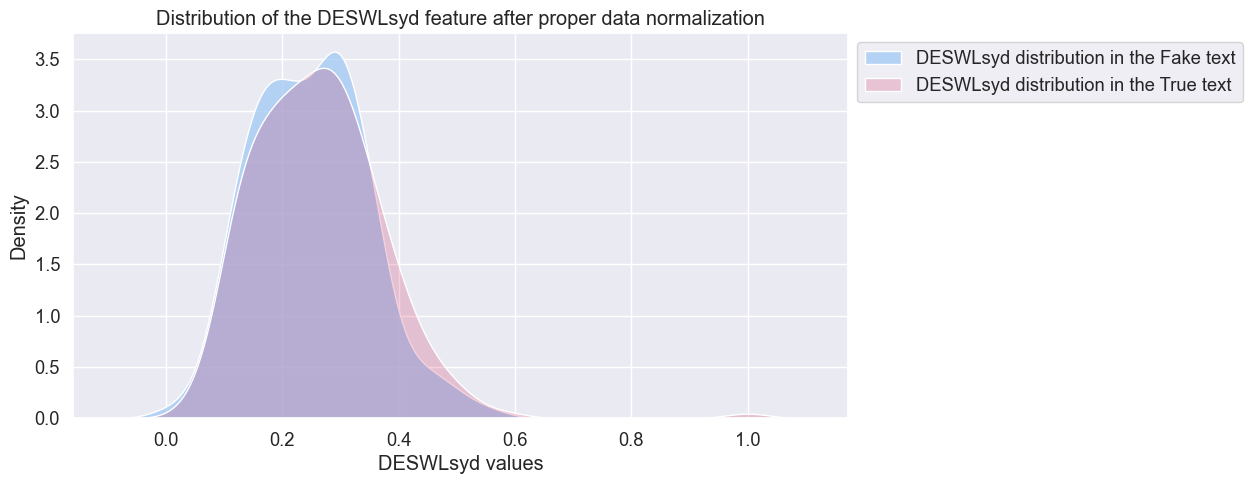 Distribution of the DESWLsyd feature after proper data normalization
DESWLsyd distribution in the Fake text
DESWLsyd distribution in the True text
Density
3.5
3.0
2.5
2.0
1.5
1.0
0.5
0.0
0.0 0.2 0.4 0.6 0.8 1.0
DESWLsyd values